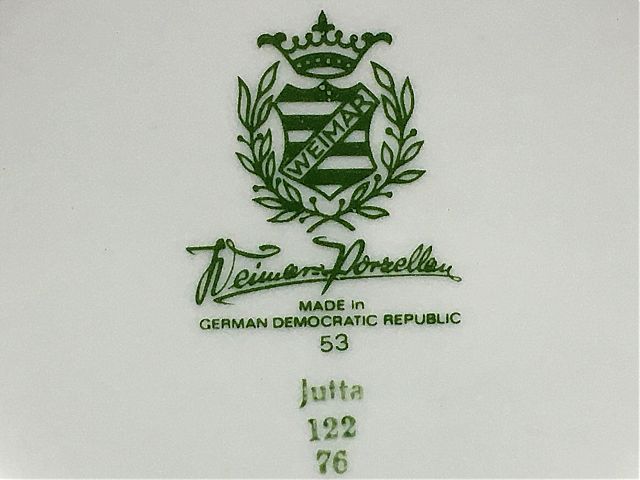 WEIMAR
Weimar Porzellan
MADE in
GERMAN DEMOCRATIC REPUBLIC
53
Jutta
122
76